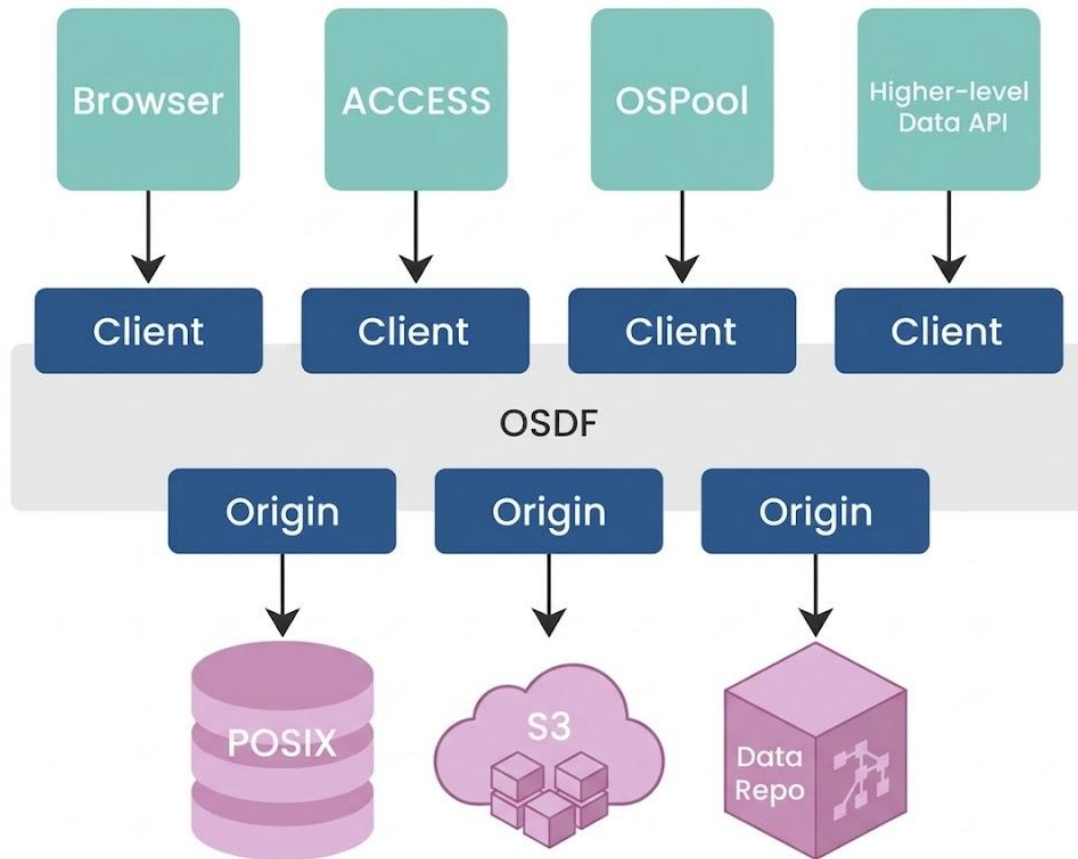 Browser
ACCESS
OSPool
Higher-level
Data API
Client
Client
Client
Client
OSDF
Origin
Origin
Origin
POSIX
S3
Data
Repo